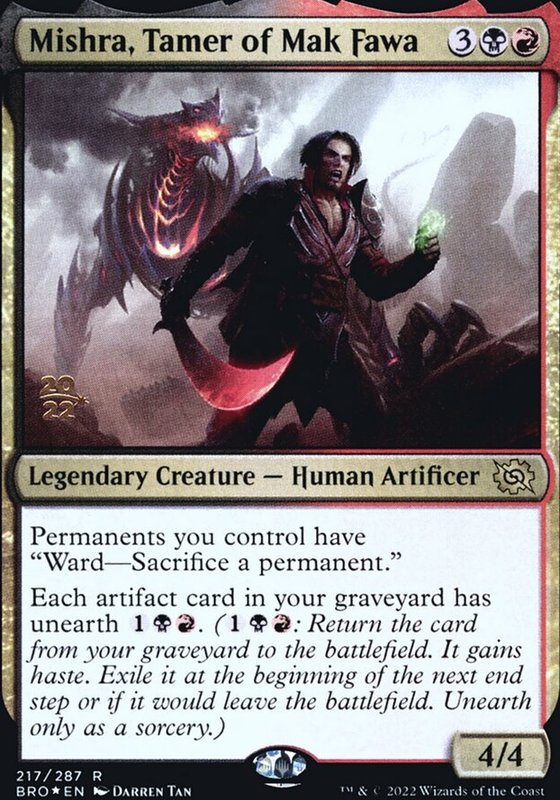 Mishra, Tamer of Mak Fawa 3
20
22
Legendary Creature — Human Artificer
Permanents you control have
“Ward—Sacrifice a permanent.”
Each artifact card in your graveyard has
unearth 1. (1: Return the card
from your graveyard to the battlefield. It gains
haste. Exile it at the beginning of the next end
step or if it would leave the battlefield. Unearth
only as a sorcery.)
4/4
217/287 R
BRO★EN DARREN TAN
™ & © 2022 Wizards of the Coast